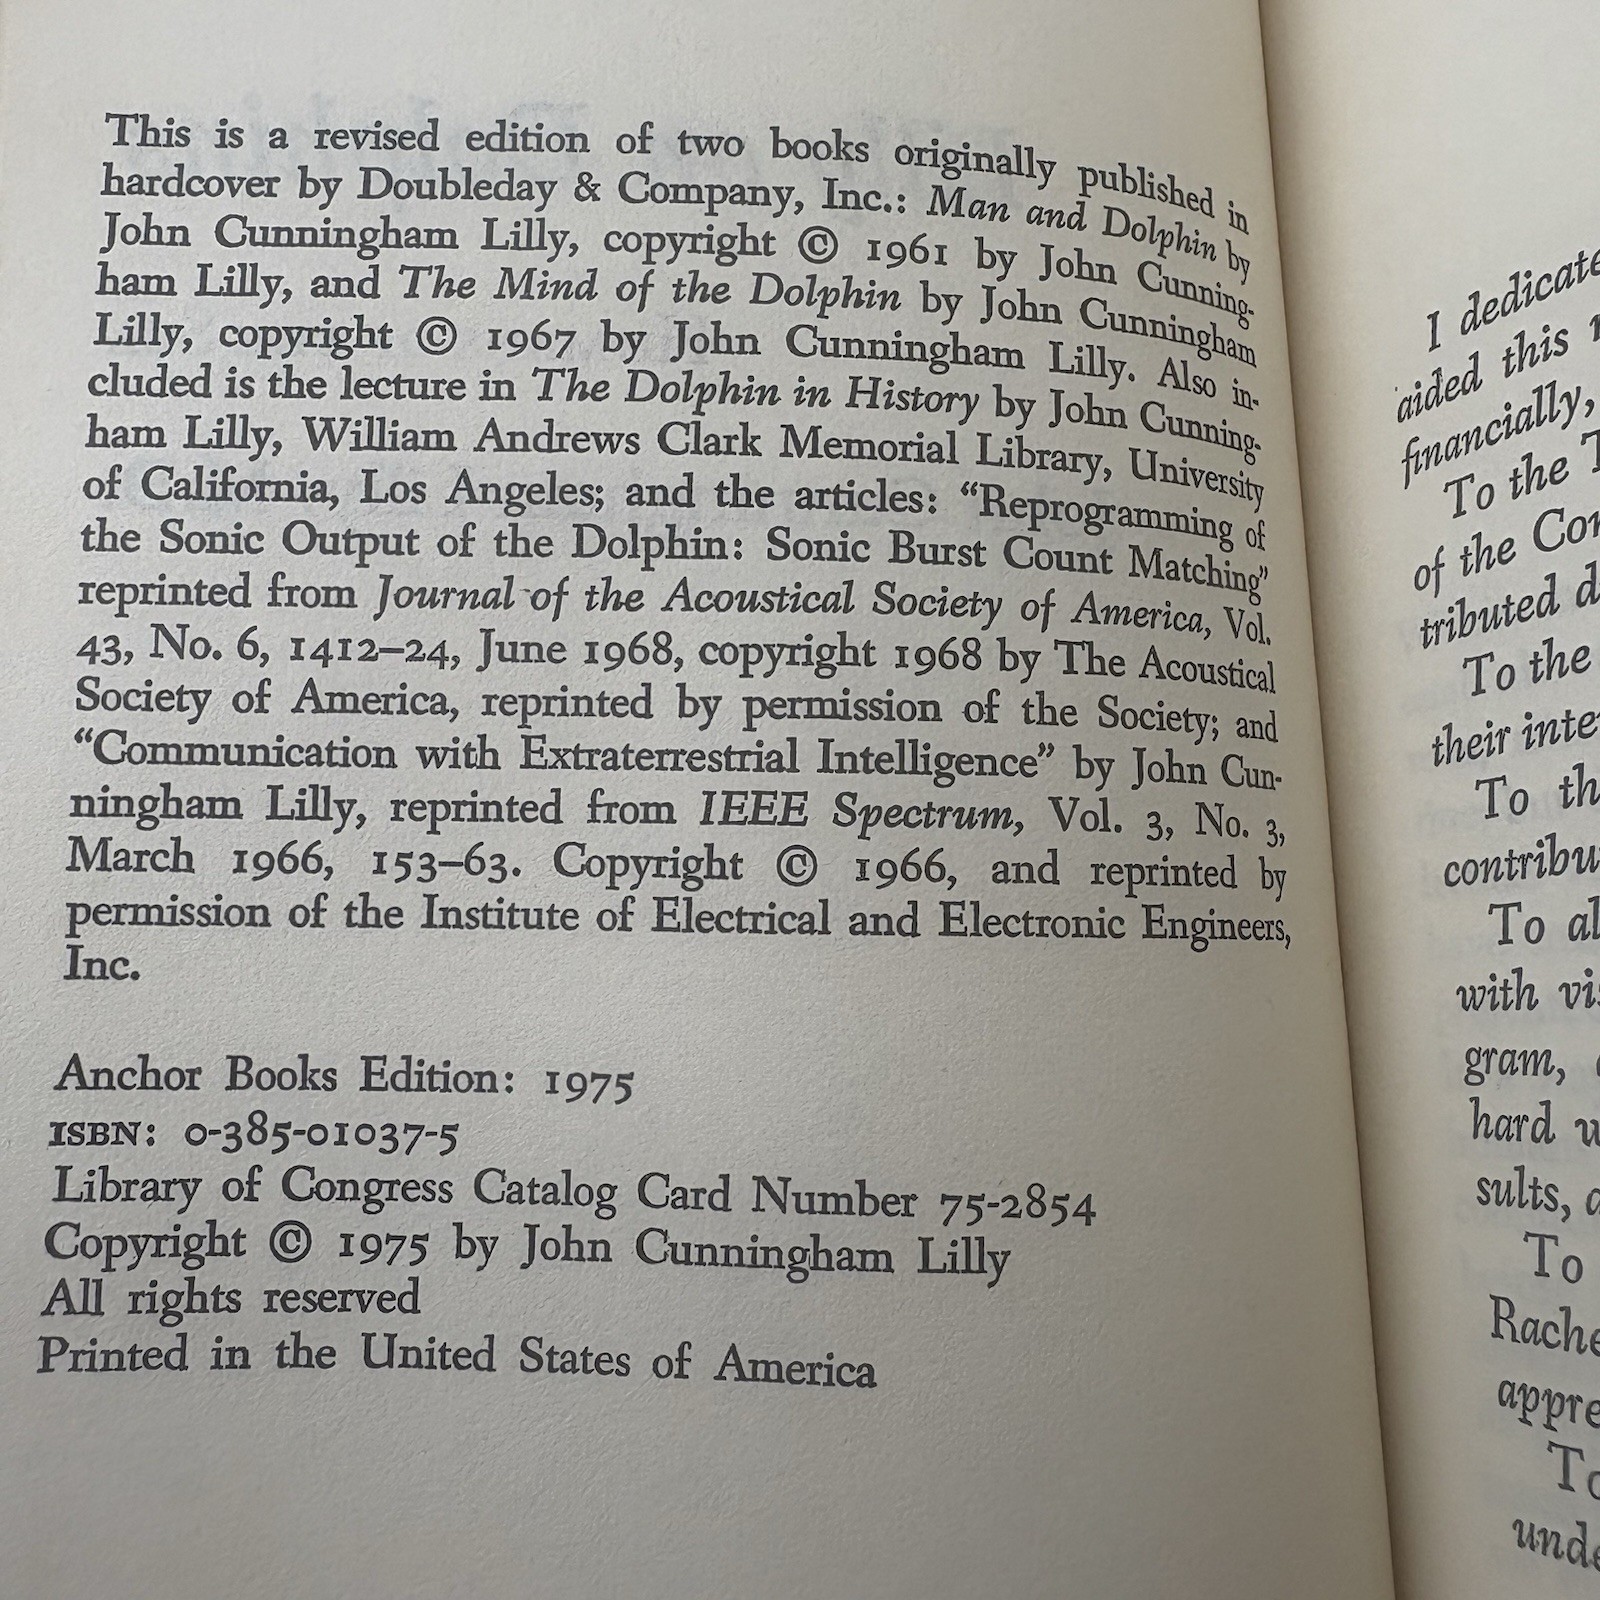 This is a revised edition of two books originally published in
hardcover by Doubleday & Company, Inc.: Man and Dolphin by
John Cunningham Lilly, copyright © 1961 by John Cunning-
ham Lilly, and The Mind of the Dolphin by John Cunningham
Lilly, copyright © 1967 by John Cunningham Lilly. Also in-
cluded is the lecture in The Dolphin in History by John Cunning-
ham Lilly, William Andrews Clark Memorial Library, University
of California, Los Angeles; and the articles: “Reprogramming of
the Sonic Output of the Dolphin: Sonic Burst Count Matching”
reprinted from Journal of the Acoustical Society of America, Vol.
43, No. 6, 1412–24, June 1968, copyright 1968 by The Acoustical
Society of America, reprinted by permission of the Society; and
“Communication with Extraterrestrial Intelligence” by John Cun-
ningham Lilly, reprinted from IEEE Spectrum, Vol. 3, No. 3,
March 1966, 153–63. Copyright © 1966, and reprinted by
permission of the Institute of Electrical and Electronic Engineers,
Inc.
Anchor Books Edition: 1975
ISBN: 0-385-01037-5
Library of Congress Catalog Card Number 75-2854
Copyright © 1975 by John Cunningham Lilly
All rights reserved
Printed in the United States of America
I dedicate
aided this
financially,
To the
of the
tributed
To the
their
To
contribu
To
with
gram,
hard
sults,
To
Rache
appre
To
unde